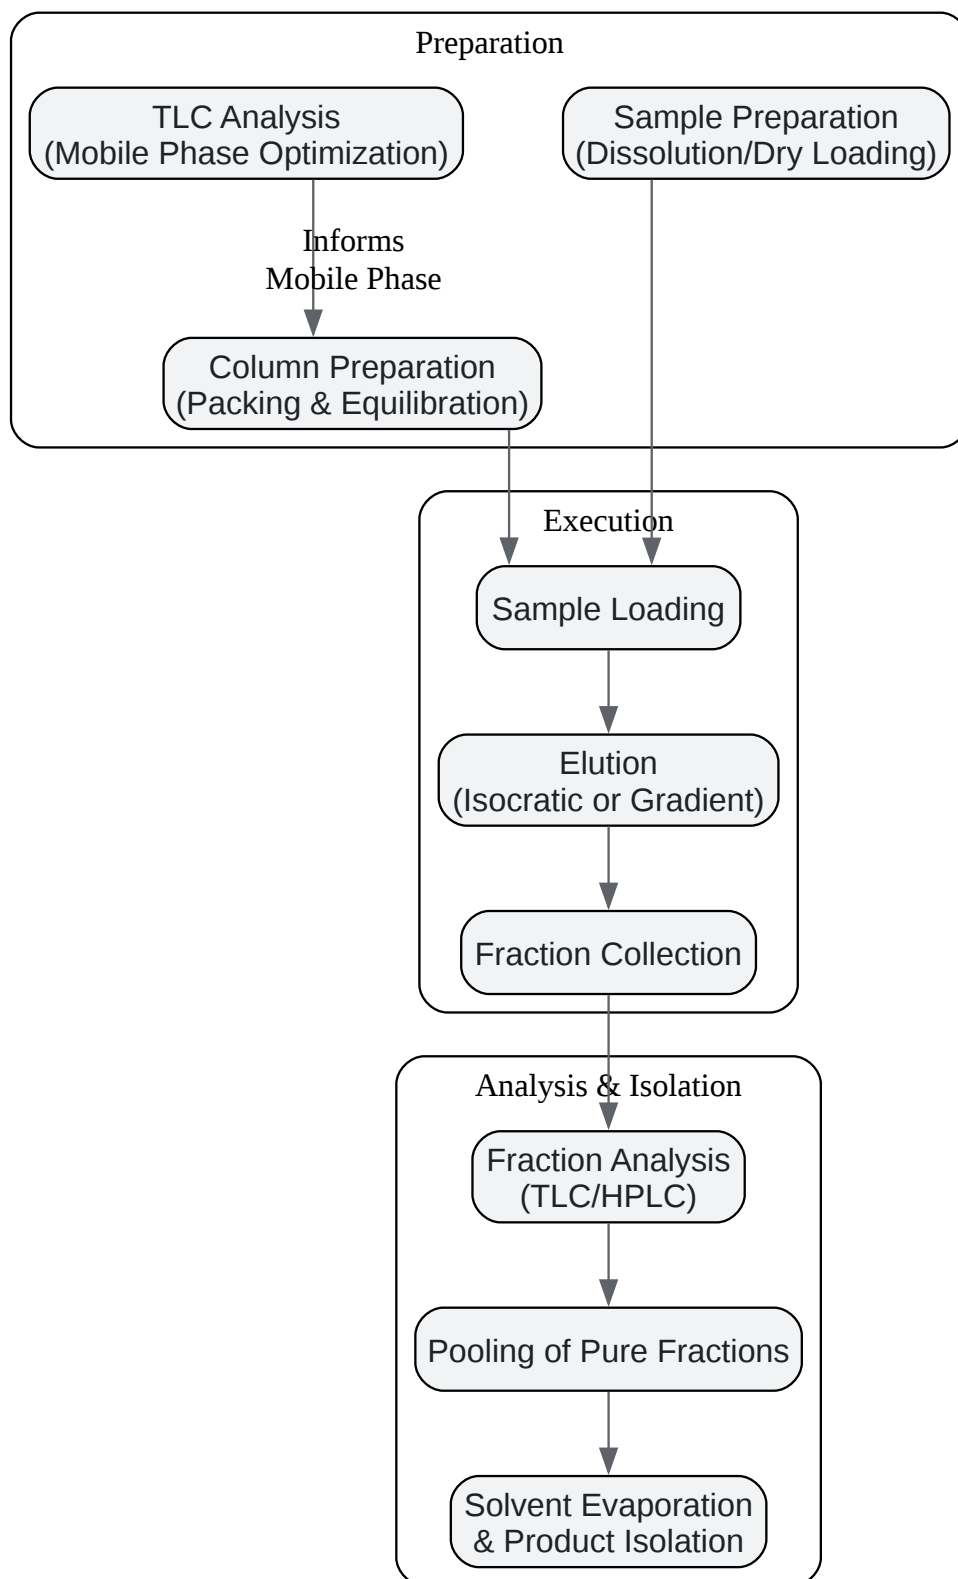 Preparation
TLC Analysis
(Mobile Phase Optimization)
Sample Preparation
(Dissolution/Dry Loading)
Informs
Mobile Phase
Column Preparation
(Packing & Equilibration)
Execution
Sample Loading
Elution
(Isocratic or Gradient)
Fraction Collection
Analysis & Isolation
Fraction Analysis
(TLC/HPLC)
Pooling of Pure Fractions
Solvent Evaporation
& Product Isolation